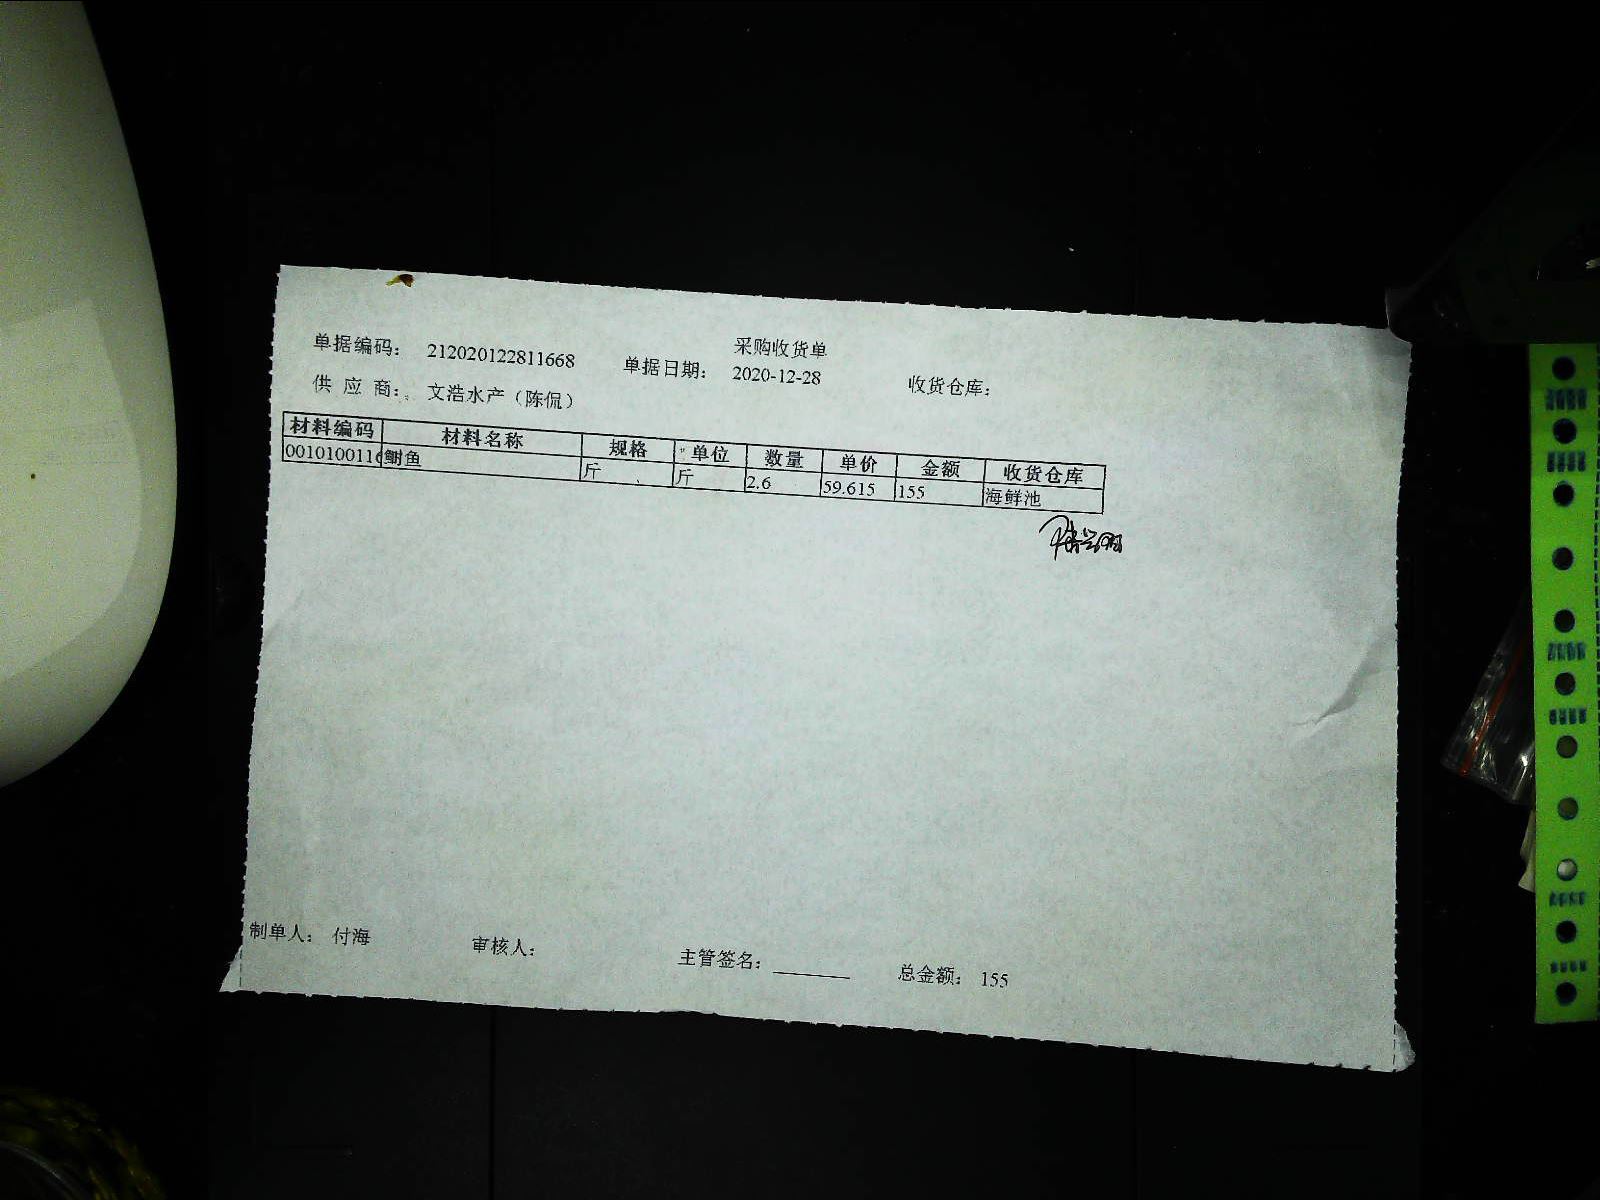 采购收货单
单据编码： 212020122811668 单据日期： 2020-12-28 收货仓库：
供 应 商： 文浩水产（陈侃）
材料编码 材料名称 规格 单位 数量 单价 金额 收货仓库
0010100110 鲥鱼 斤 斤 2.6 59.615 155 海鲜池
制单人： 付海 审核人： 主管签名： 总金额： 155